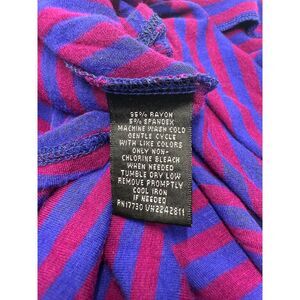 95% RAYON
5% SPANDEX
MACHINE WASH COLD
GENTLE CYCLE
WITH LIKE COLORS
ONLY NON-
CHLORINE BLEACH
WHEN NEEDED
TUMBLE DRY LOW
REMOVE PROMPTLY
COOL IRON
IF NEEDED
RN17730 VN2242811